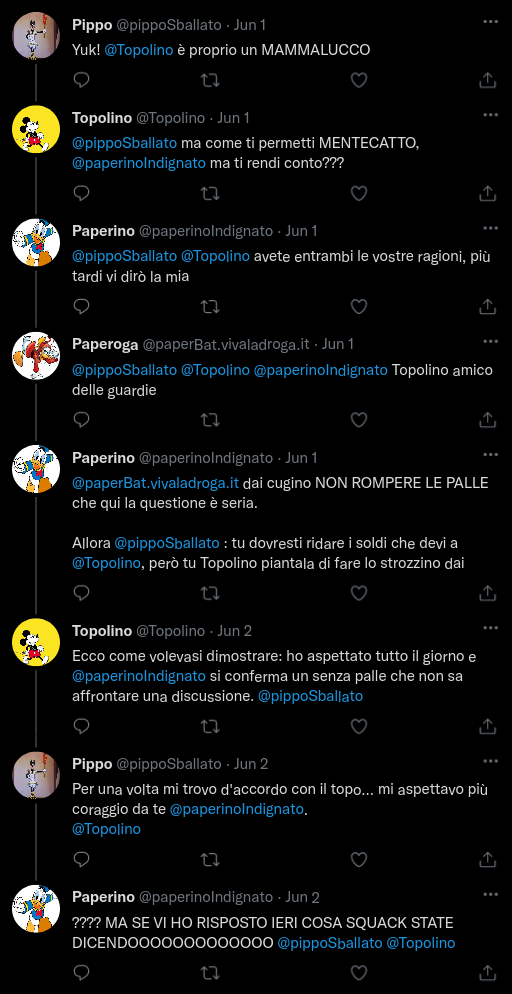 Pippo @pippoSballato · Jun 1
Yuk! @Topolino è proprio un MAMMALUCCO
Topolino @Topolino · Jun 1
@pippoSballato ma come ti permetti MENTECATTO,
@paperinoIndignato ma ti rendi conto???
Paperino @paperinoIndignato · Jun 1
@pippoSballato @Topolino avete entrambi le vostre ragioni, più
tardi vi dirò la mia
Paperoga @paperBat.vivaladroga.it · Jun 1
@pippoSballato @Topolino @paperinoIndignato Topolino amico
delle guardie
Paperino @paperinoIndignato · Jun 1
@paperBat.vivaladroga.it dai cugino NON ROMPERE LE PALLE
che qui la questione è seria.
Allora @pippoSballato : tu dovresti ridare i soldi che devi a
@Topolino, però tu Topolino piantala di fare lo strozzino dai
Topolino @Topolino · Jun 2
Ecco come volevasi dimostrare: ho aspettato tutto il giorno e
@paperinoIndignato si conferma un senza palle che non sa
affrontare una discussione. @pippoSballato
Pippo @pippoSballato · Jun 2
Per una volta mi trovo d'accordo con il topo... mi aspettavo più
coraggio da te @paperinoIndignato.
@Topolino
Paperino @paperinoIndignato · Jun 2
???? MA SE VI HO RISPOSTO IERI COSA SQUACK STATE
DICENDOOOOOOOOOOOOO @pippoSballato @Topolino